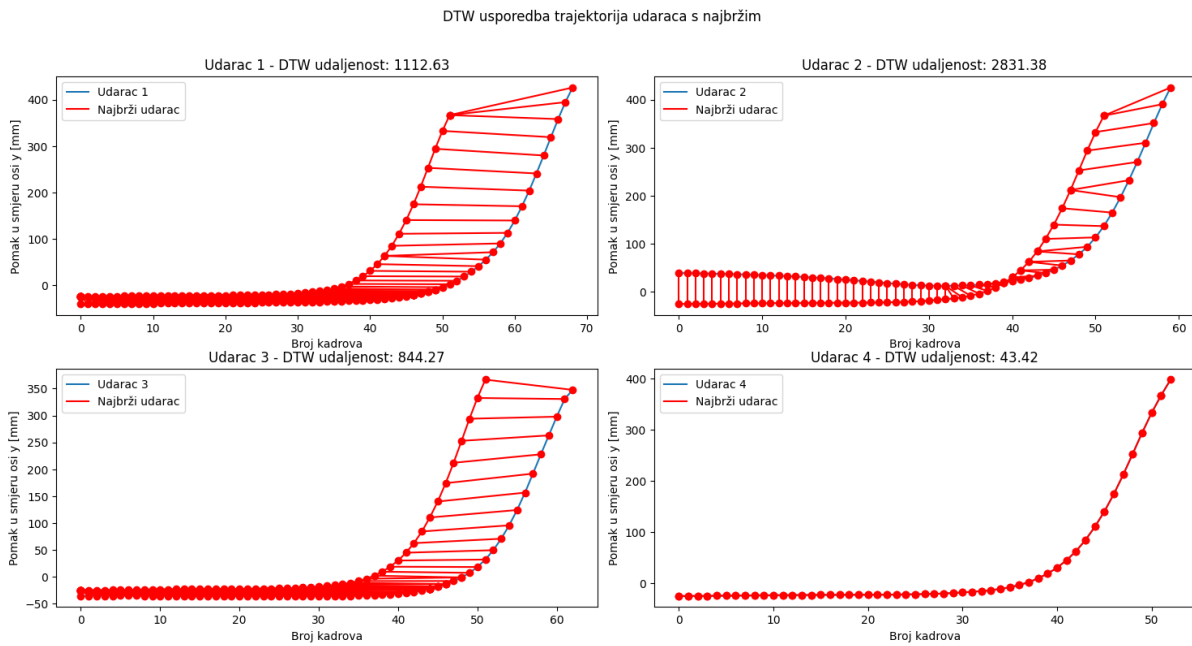 DTW usporedba trajektorija udaraca s najbržim
Udarac 1 - DTW udaljenost: 1112.63
Udarac 1
Najbrži udarac
Pomak u smjeru osi y [mm]
400
300
200
100
0
0 10 20 30 40 50 60 70
Broj kadrova
Udarac 2 - DTW udaljenost: 2831.38
Udarac 2
Najbrži udarac
Pomak u smjeru osi y [mm]
400
300
200
100
0
0 10 20 30 40 50 60
Broj kadrova
Udarac 3 - DTW udaljenost: 844.27
Udarac 3
Najbrži udarac
Pomak u smjeru osi y [mm]
350
300
250
200
150
100
50
0
−50
0 10 20 30 40 50 60
Broj kadrova
Udarac 4 - DTW udaljenost: 43.42
Udarac 4
Najbrži udarac
Pomak u smjeru osi y [mm]
400
300
200
100
0
0 10 20 30 40 50
Broj kadrova